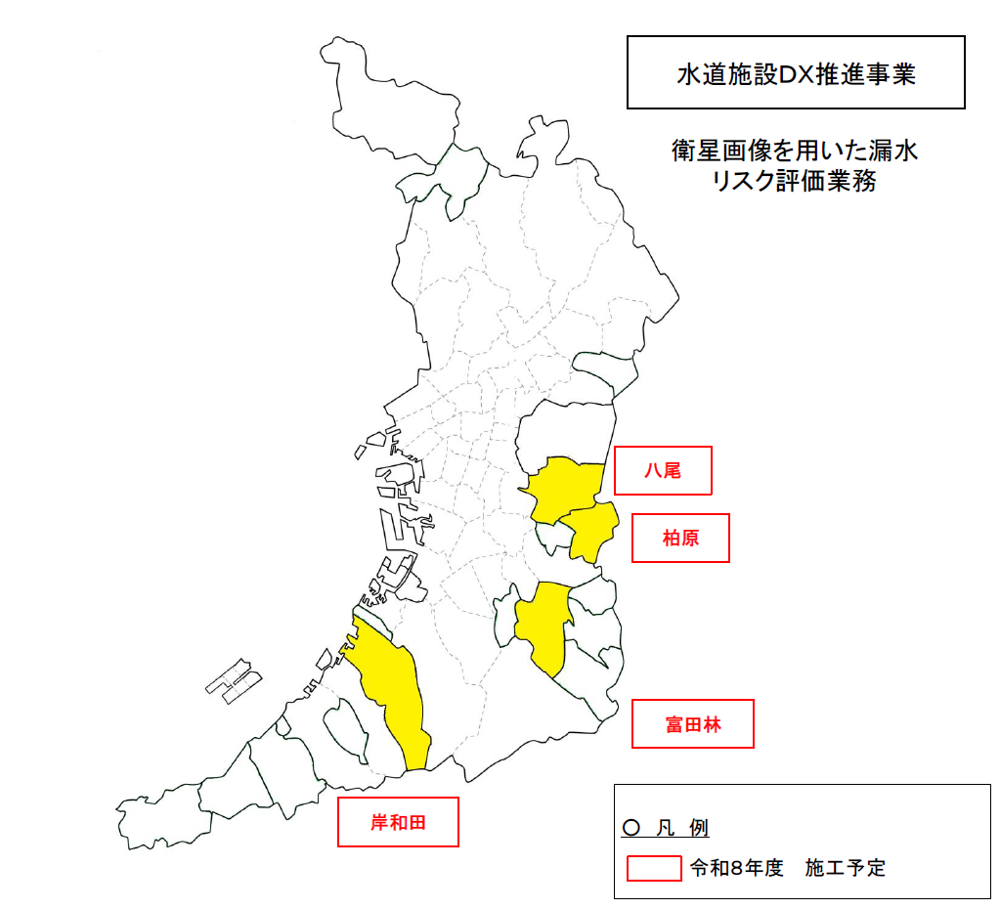 水道施設DX推進事業
衛星画像を用いた漏水
リスク評価業務
八尾
柏原
富田林
岸和田
〇 凡 例
令和8年度 施工予定